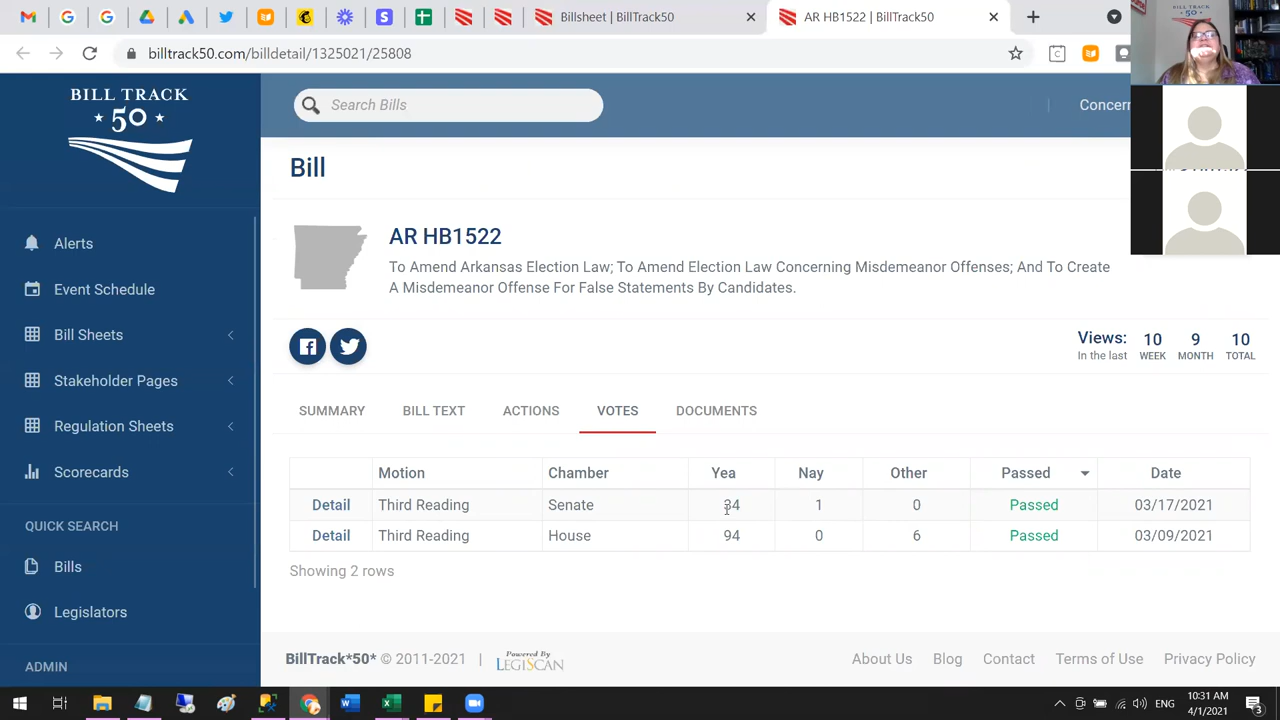 Billsheet | BillTrack50
AR HB1522 | BillTrack50
billtrack50.com/billdetail/1325021/25808
BILL TRACK
50
Search Bills
Bill
Alerts
Event Schedule
Bill Sheets
Stakeholder Pages
Regulation Sheets
Scorecards
QUICK SEARCH
Bills
Legislators
ADMIN
AR HB1522
To Amend Arkansas Election Law; To Amend Election Law Concerning Misdemeanor Offenses; And To Create
A Misdemeanor Offense For False Statements By Candidates.
Views: 10 9 10
In the last WEEK MONTH TOTAL
SUMMARY BILL TEXT ACTIONS VOTES DOCUMENTS
Motion Chamber Yea Nay Other Passed Date
Detail Third Reading Senate 34 1 0 Passed 03/17/2021
Detail Third Reading House 94 0 6 Passed 03/09/2021
Showing 2 rows
BillTrack*50* © 2011-2021 | Powered By LEGISCAN About Us Blog Contact Terms of Use Privacy Policy
ENG 10:31 AM
4/1/2021 3